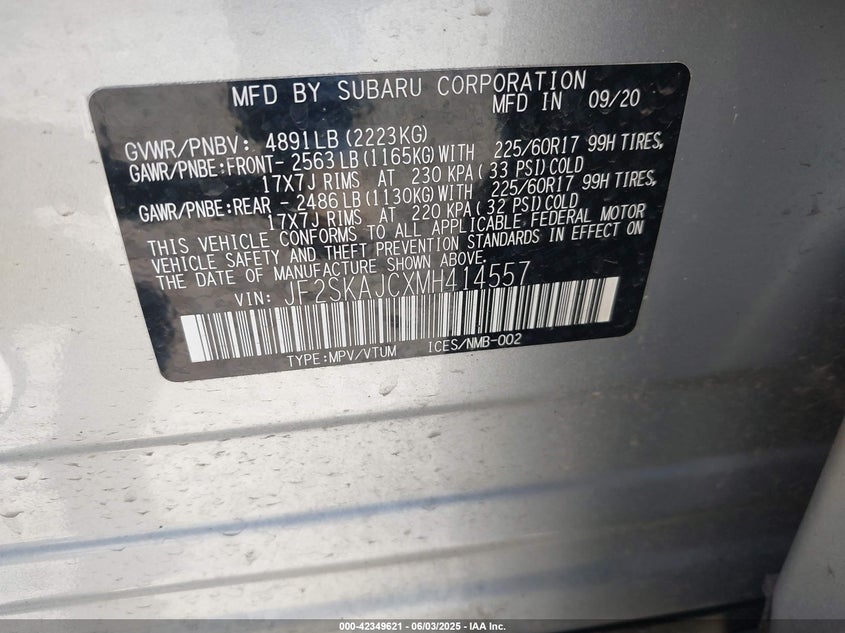 MFD BY SUBARU CORPORATION
MFD IN 09/20
GVWR/PNBV: 4891LB(2223KG)
GAWR/PNBE:FRONT- 2563LB(1165KG)WITH 225/60R17 99H TIRES,
17X7J RIMS AT 230 KPA( 33 PSI)COLD
GAWR/PNBE:REAR - 2486LB(1130KG)WITH 225/60R17 99H TIRES,
17X7J RIMS AT 220 KPA( 32 PSI)COLD
THIS VEHICLE CONFORMS TO ALL APPLICABLE FEDERAL MOTOR
VEHICLE SAFETY AND THEFT PREVENTION STANDARDS IN EFFECT ON
THE DATE OF MANUFACTURE SHOWN ABOVE.
VIN: JF2SKAJCXMH414557
TYPE:MPV/VTUM ICES/NMB-002
000-42349621 - 06/03/2025 - IAA Inc.